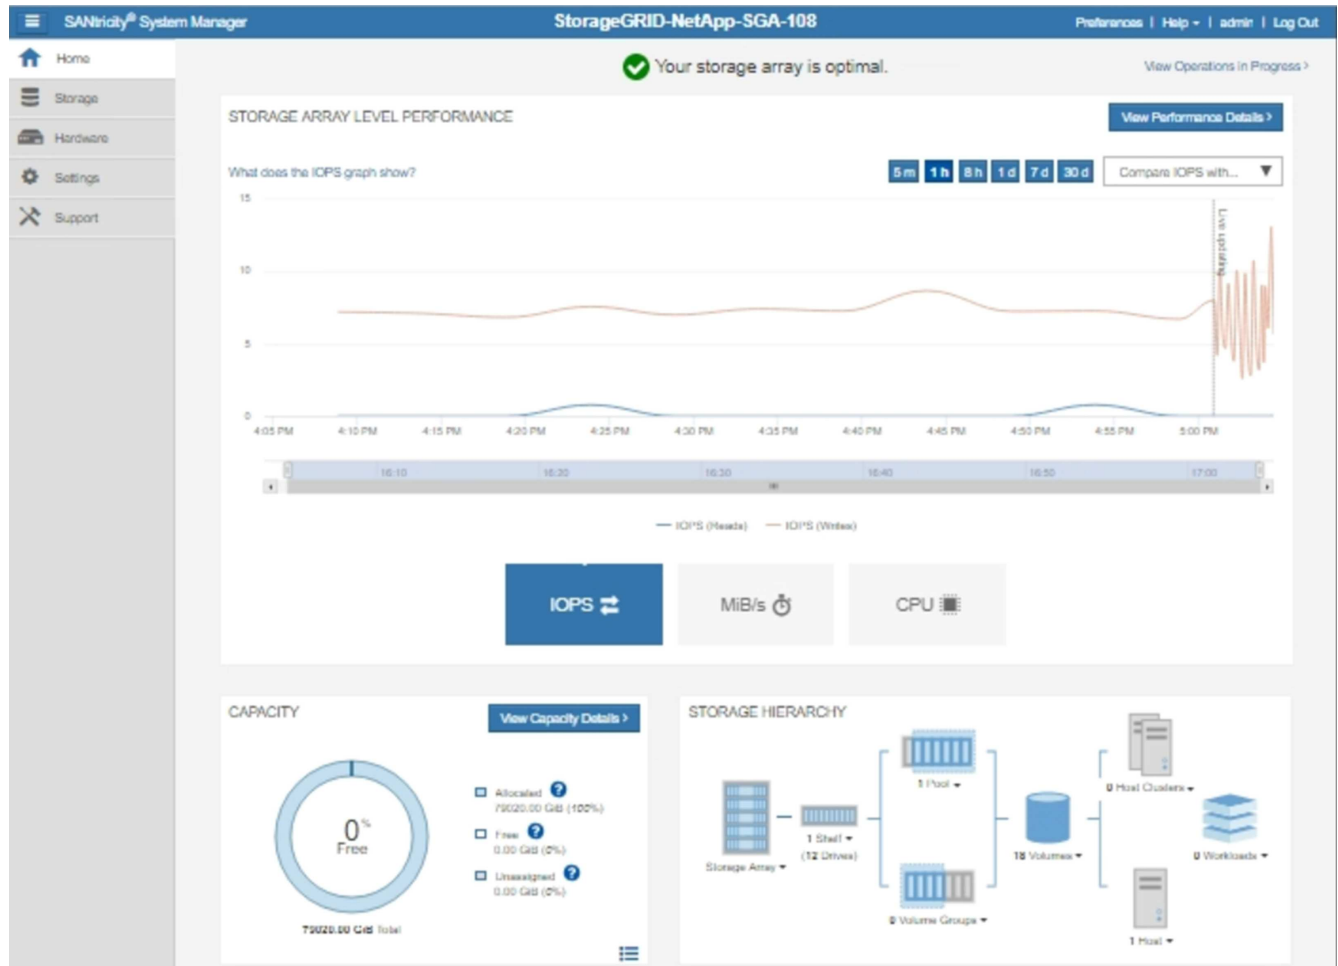 SANtricity® System Manager
StorageGRID-NetApp-SGA-108
Preferences | Help | admin | Log Out
Home
Storage
Hardware
Settings
Support
Your storage array is optimal.
View Operations in Progress >
STORAGE ARRAY LEVEL PERFORMANCE
View Performance Details >
What does the IOPS graph show?
5 m 1 h 8 h 1 d 7 d 30 d
Compare IOPS with...
15
10
5
0
Live updating
4:05 PM 4:10 PM 4:15 PM 4:20 PM 4:25 PM 4:30 PM 4:35 PM 4:40 PM 4:45 PM 4:50 PM 4:55 PM 5:00 PM
16:10 16:20 16:30 16:40 16:50 17:00
IOPS (Reads) IOPS (Writes)
IOPS
MiB/s
CPU
CAPACITY
View Capacity Details >
0%
Free
79020.00 GiB Total
Allocated ?
79020.00 GiB (100%)
Free ?
0.00 GiB (0%)
Unassigned ?
0.00 GiB (0%)
STORAGE HIERARCHY
Storage Array
1 Shelf
(12 Drives)
1 Pool
0 Volume Groups
18 Volumes
0 Host Clusters
1 Host
0 Workloads